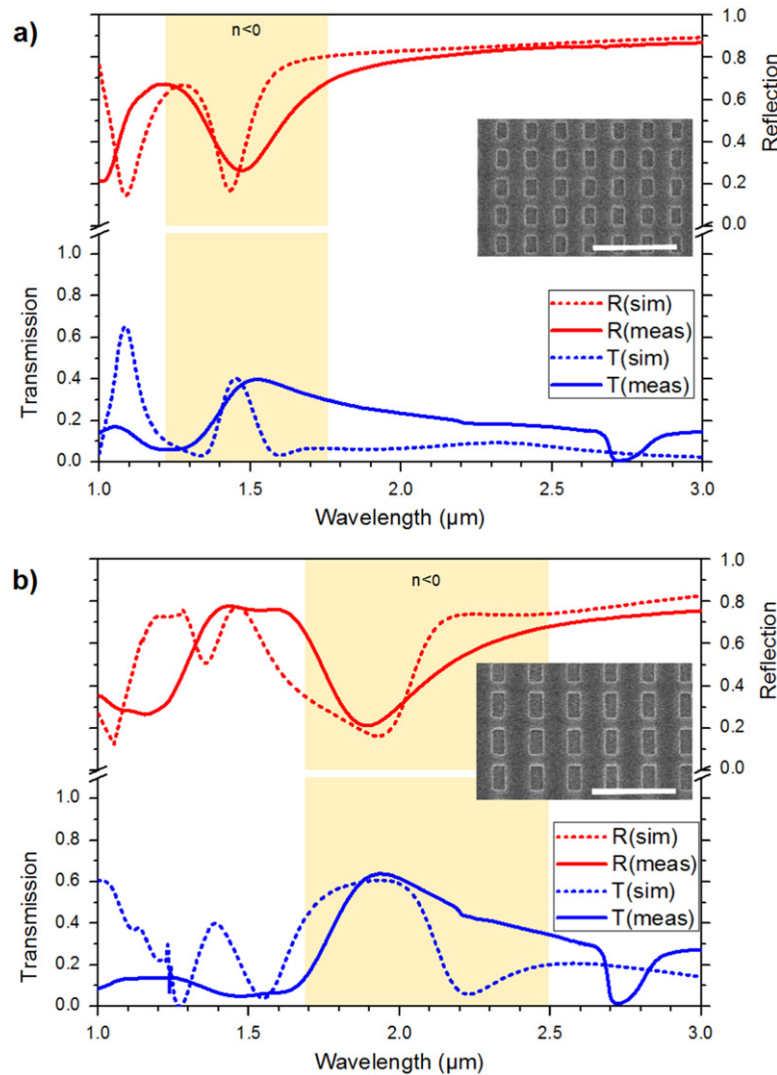 a)
n<0
1.0
0.8
0.6
0.4
0.2
0.0
Reflection
1.0
0.8
0.6
0.4
0.2
0.0
Transmission
R(sim)
R(meas)
T(sim)
T(meas)
1.0 1.5 2.0 2.5 3.0
Wavelength (µm)
b)
n<0
1.0
0.8
0.6
0.4
0.2
0.0
Reflection
1.0
0.8
0.6
0.4
0.2
0.0
Transmission
R(sim)
R(meas)
T(sim)
T(meas)
1.0 1.5 2.0 2.5 3.0
Wavelength (µm)